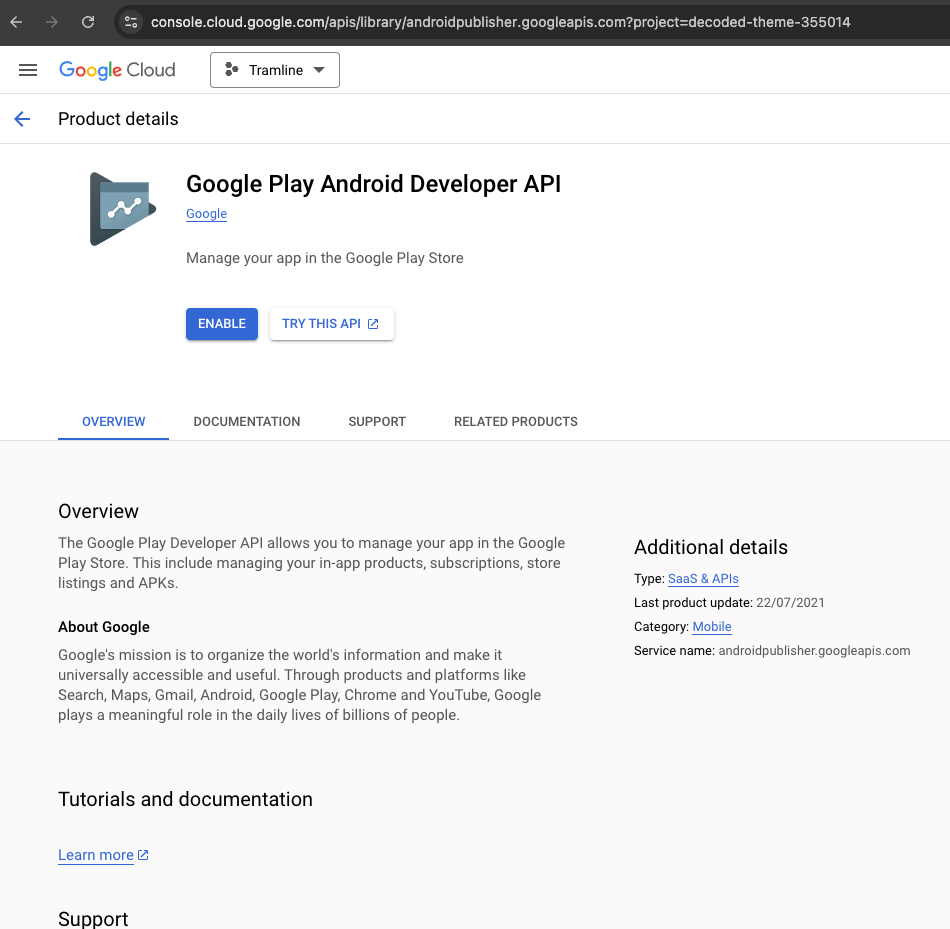 console.cloud.google.com/apis/library/androidpublisher.googleapis.com?project=decoded-theme-355014
Google Cloud
Tramline
Product details
Google Play Android Developer API
Google
Manage your app in the Google Play Store
ENABLE
TRY THIS API
OVERVIEW
DOCUMENTATION
SUPPORT
RELATED PRODUCTS
Overview
The Google Play Developer API allows you to manage your app in the Google
Play Store. This include managing your in-app products, subscriptions, store
listings and APKs.
About Google
Google's mission is to organize the world's information and make it
universally accessible and useful. Through products and platforms like
Search, Maps, Gmail, Android, Google Play, Chrome and YouTube, Google
plays a meaningful role in the daily lives of billions of people.
Additional details
Type: SaaS & APIs
Last product update: 22/07/2021
Category: Mobile
Service name: androidpublisher.googleapis.com
Tutorials and documentation
Learn more
Support